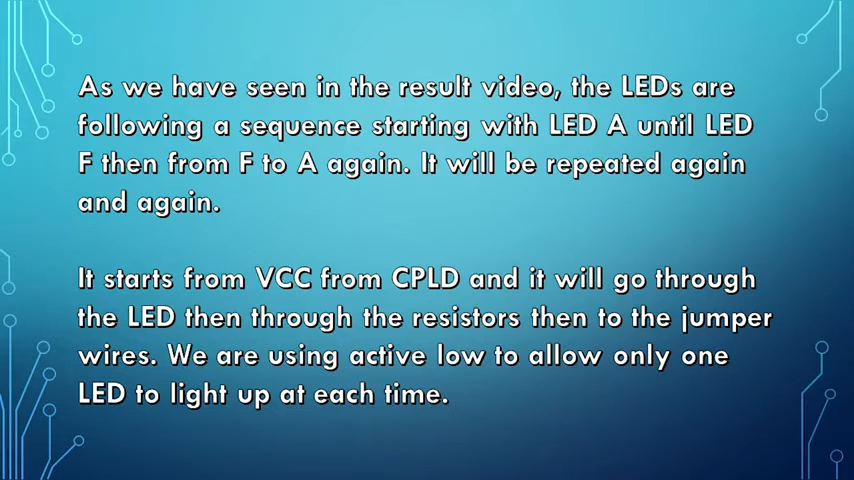 As we have seen in the result video, the LEDs are
following a sequence starting with LED A until LED
F then from F to A again. It will be repeated again
and again.
It starts from VCC from CPLD and it will go through
the LED then through the resistors then to the jumper
wires. We are using active low to allow only one
LED to light up at each time.